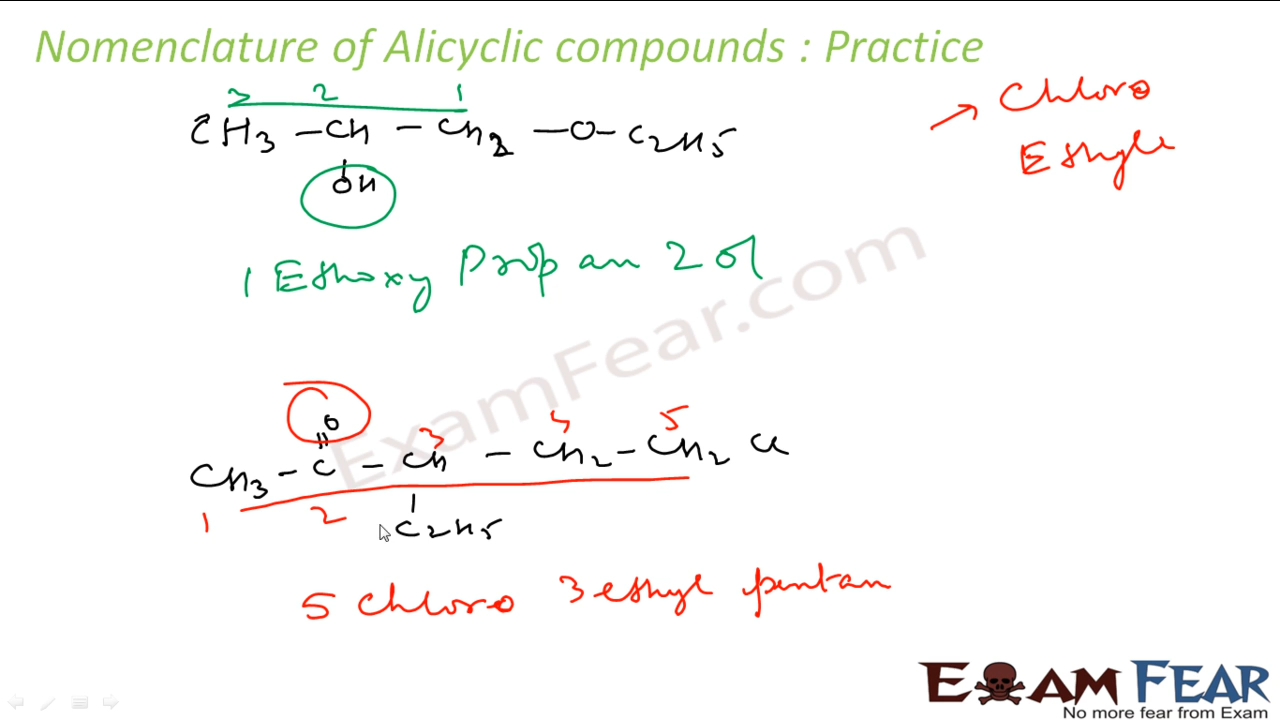 Nomenclature of Alicyclic compounds : Practice
3 2 1
CH3 – CH – CH2 – O – C2H5
OH
→ Chloro
Ethyle
1 Ethoxy Prop an 2 ol
ExamFear.com
O
3 4 5
CH3 – C – CH – CH2 – CH2 Cl
1 2
C2H5
5 Chloro 3 ethyl pentan
EXAM FEAR
No more fear from Exam